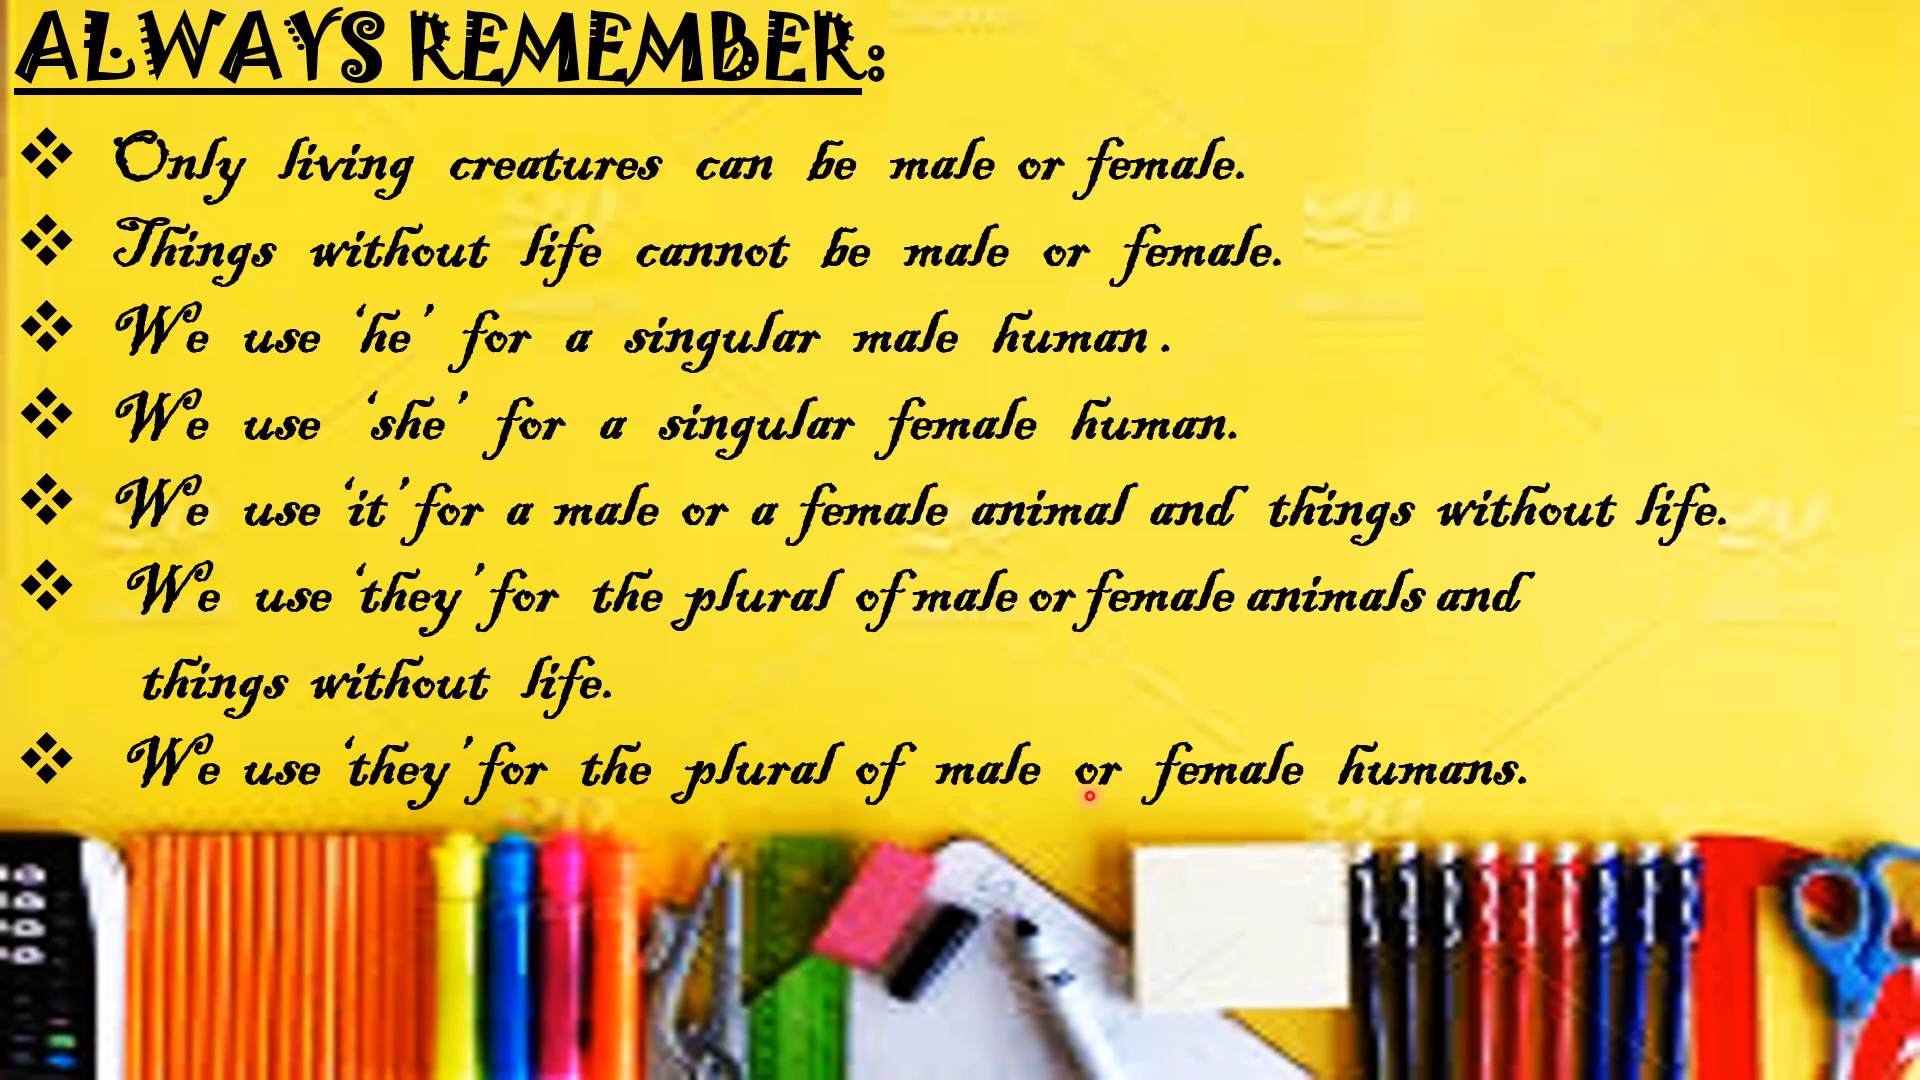 ALWAYS REMEMBER:
❖ Only living creatures can be male or female.
❖ Things without life cannot be male or female.
❖ We use ‘he’ for a singular male human .
❖ We use ‘she’ for a singular female human.
❖ We use ‘it’ for a male or a female animal and things without life.
❖ We use ‘they’ for the plural of male or female animals and
things without life.
❖ We use ‘they’ for the plural of male or female humans.